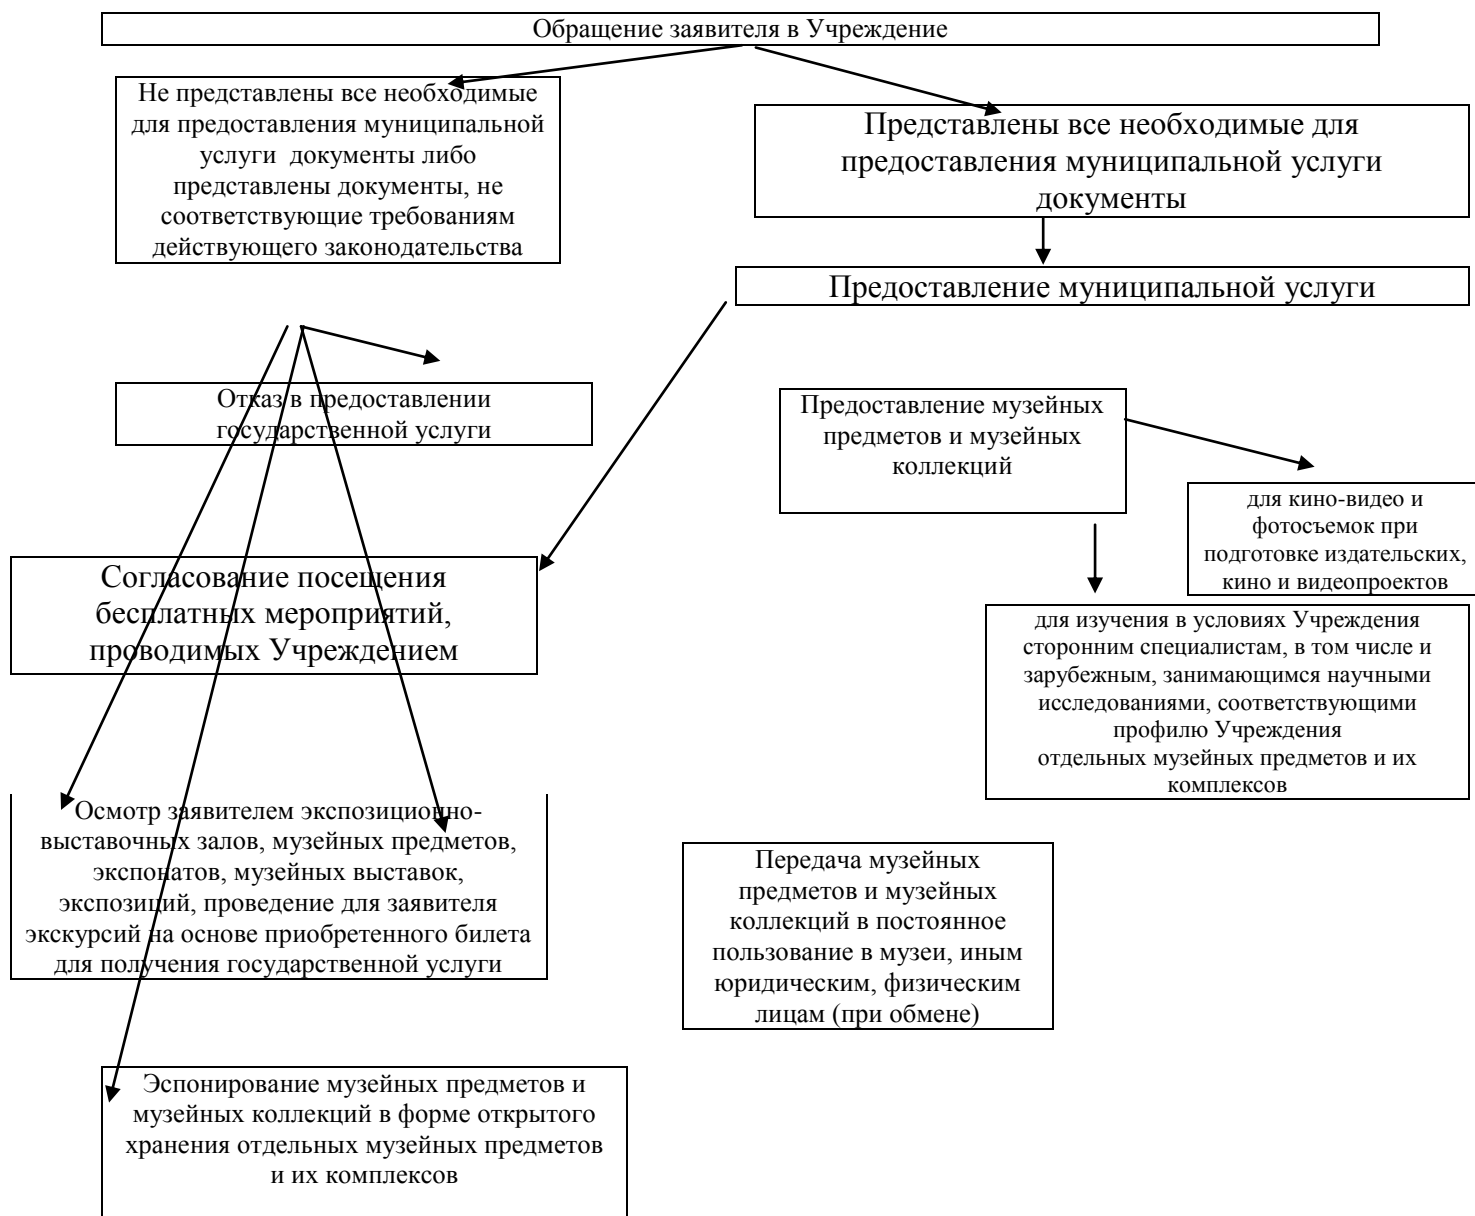 Обращение заявителя в Учреждение
Не представлены все необходимые
для предоставления муниципальной
услуги  документы либо
представлены документы, не
соответствующие требованиям
действующего законодательства
Представлены все необходимые для
предоставления муниципальной услуги
документы
Предоставление муниципальной услуги
Отказ в предоставлении
государственной услуги
Предоставление музейных
предметов и музейных
коллекций
для кино-видео и
фотосъемок при
подготовке издательских,
кино и видеопроектов
Согласование посещения
бесплатных мероприятий,
проводимых Учреждением
для изучения в условиях Учреждения
сторонним специалистам, в том числе и
зарубежным, занимающимся научными
исследованиями, соответствующими
профилю Учреждения
отдельных музейных предметов и их
комплексов
Осмотр заявителем экспозиционно-
выставочных залов, музейных предметов,
экспонатов, музейных выставок,
экспозиций, проведение для заявителя
экскурсий на основе приобретенного билета
для получения государственной услуги
Передача музейных
предметов и музейных
коллекций в постоянное
пользование в музеи, иным
юридическим, физическим
лицам (при обмене)
Эспонирование музейных предметов и
музейных коллекций в форме открытого
хранения отдельных музейных предметов
и их комплексов